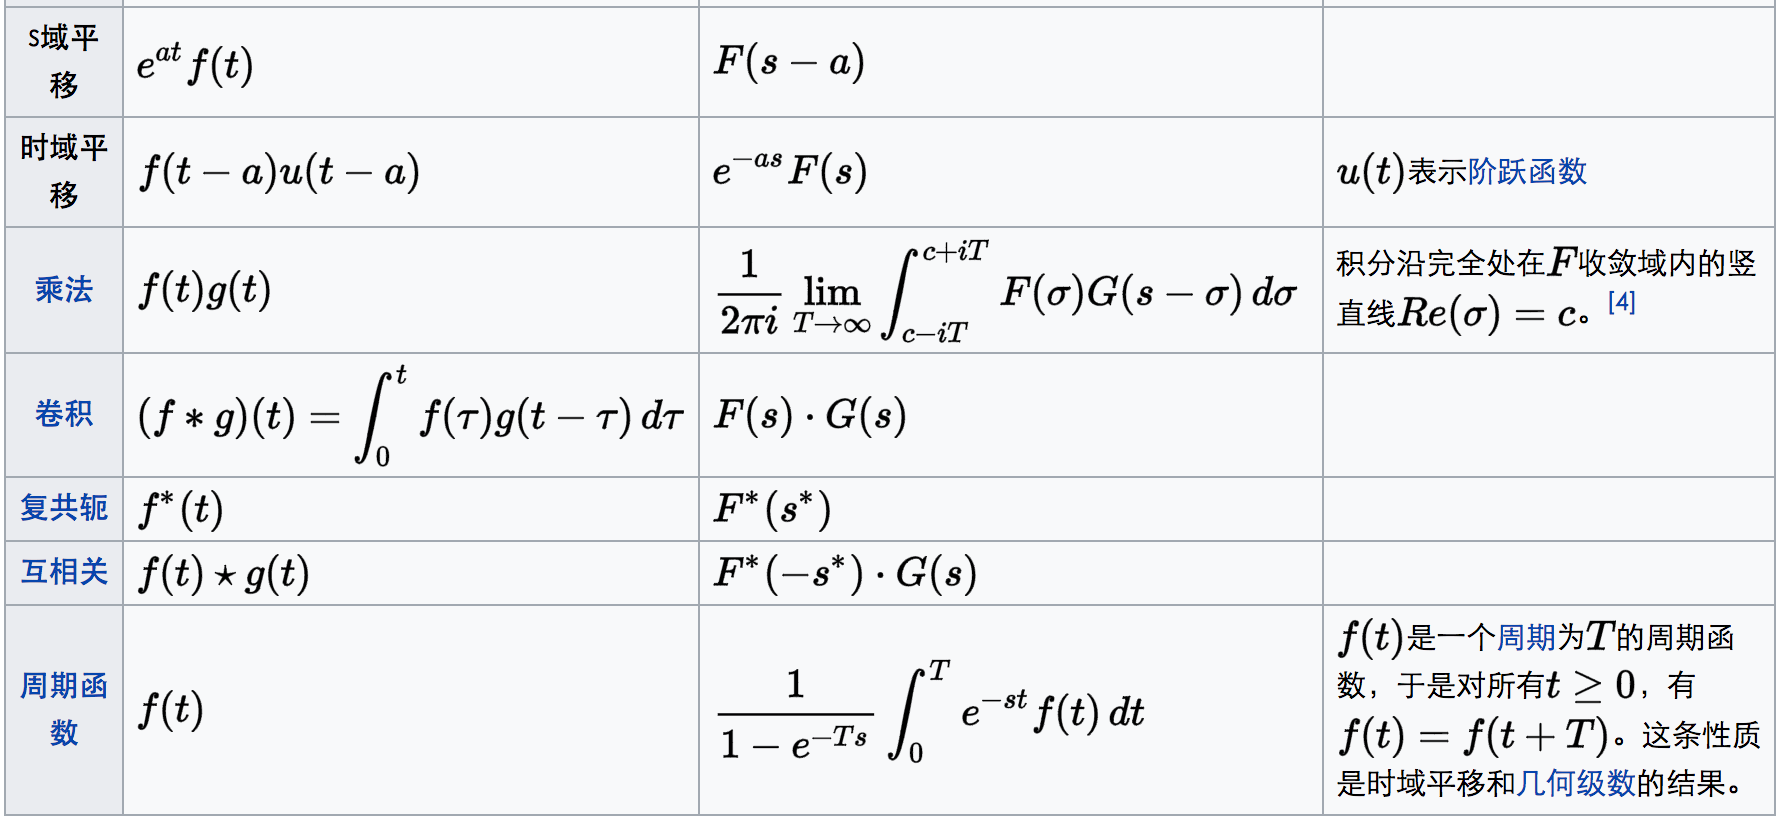 s域平
移
e^{at} f(t)
F(s − a)
时域平
移
f(t − a)u(t − a)
e^{−as} F(s)
u(t)表示阶跃函数
乘法
f(t)g(t)
\frac{1}{2πi} \lim_{T→∞} ∫_{c−iT}^{c+iT} F(σ)G(s − σ) dσ
积分沿完全处在F收敛域内的竖
直线Re(σ) = c。[4]
卷积
(f * g)(t) = ∫_{0}^{t} f(τ)g(t − τ) dτ
F(s) · G(s)
复共轭
f^{*}(t)
F^{*}(s^{*})
互相关
f(t) ⋆ g(t)
F^{*}(−s^{*}) · G(s)
周期函
数
f(t)
\frac{1}{1 − e^{−Ts}} ∫_{0}^{T} e^{−st} f(t) dt
f(t)是一个周期为T的周期函
数，于是对所有t ≥ 0，有
f(t) = f(t + T)。这条性质
是时域平移和几何级数的结果。